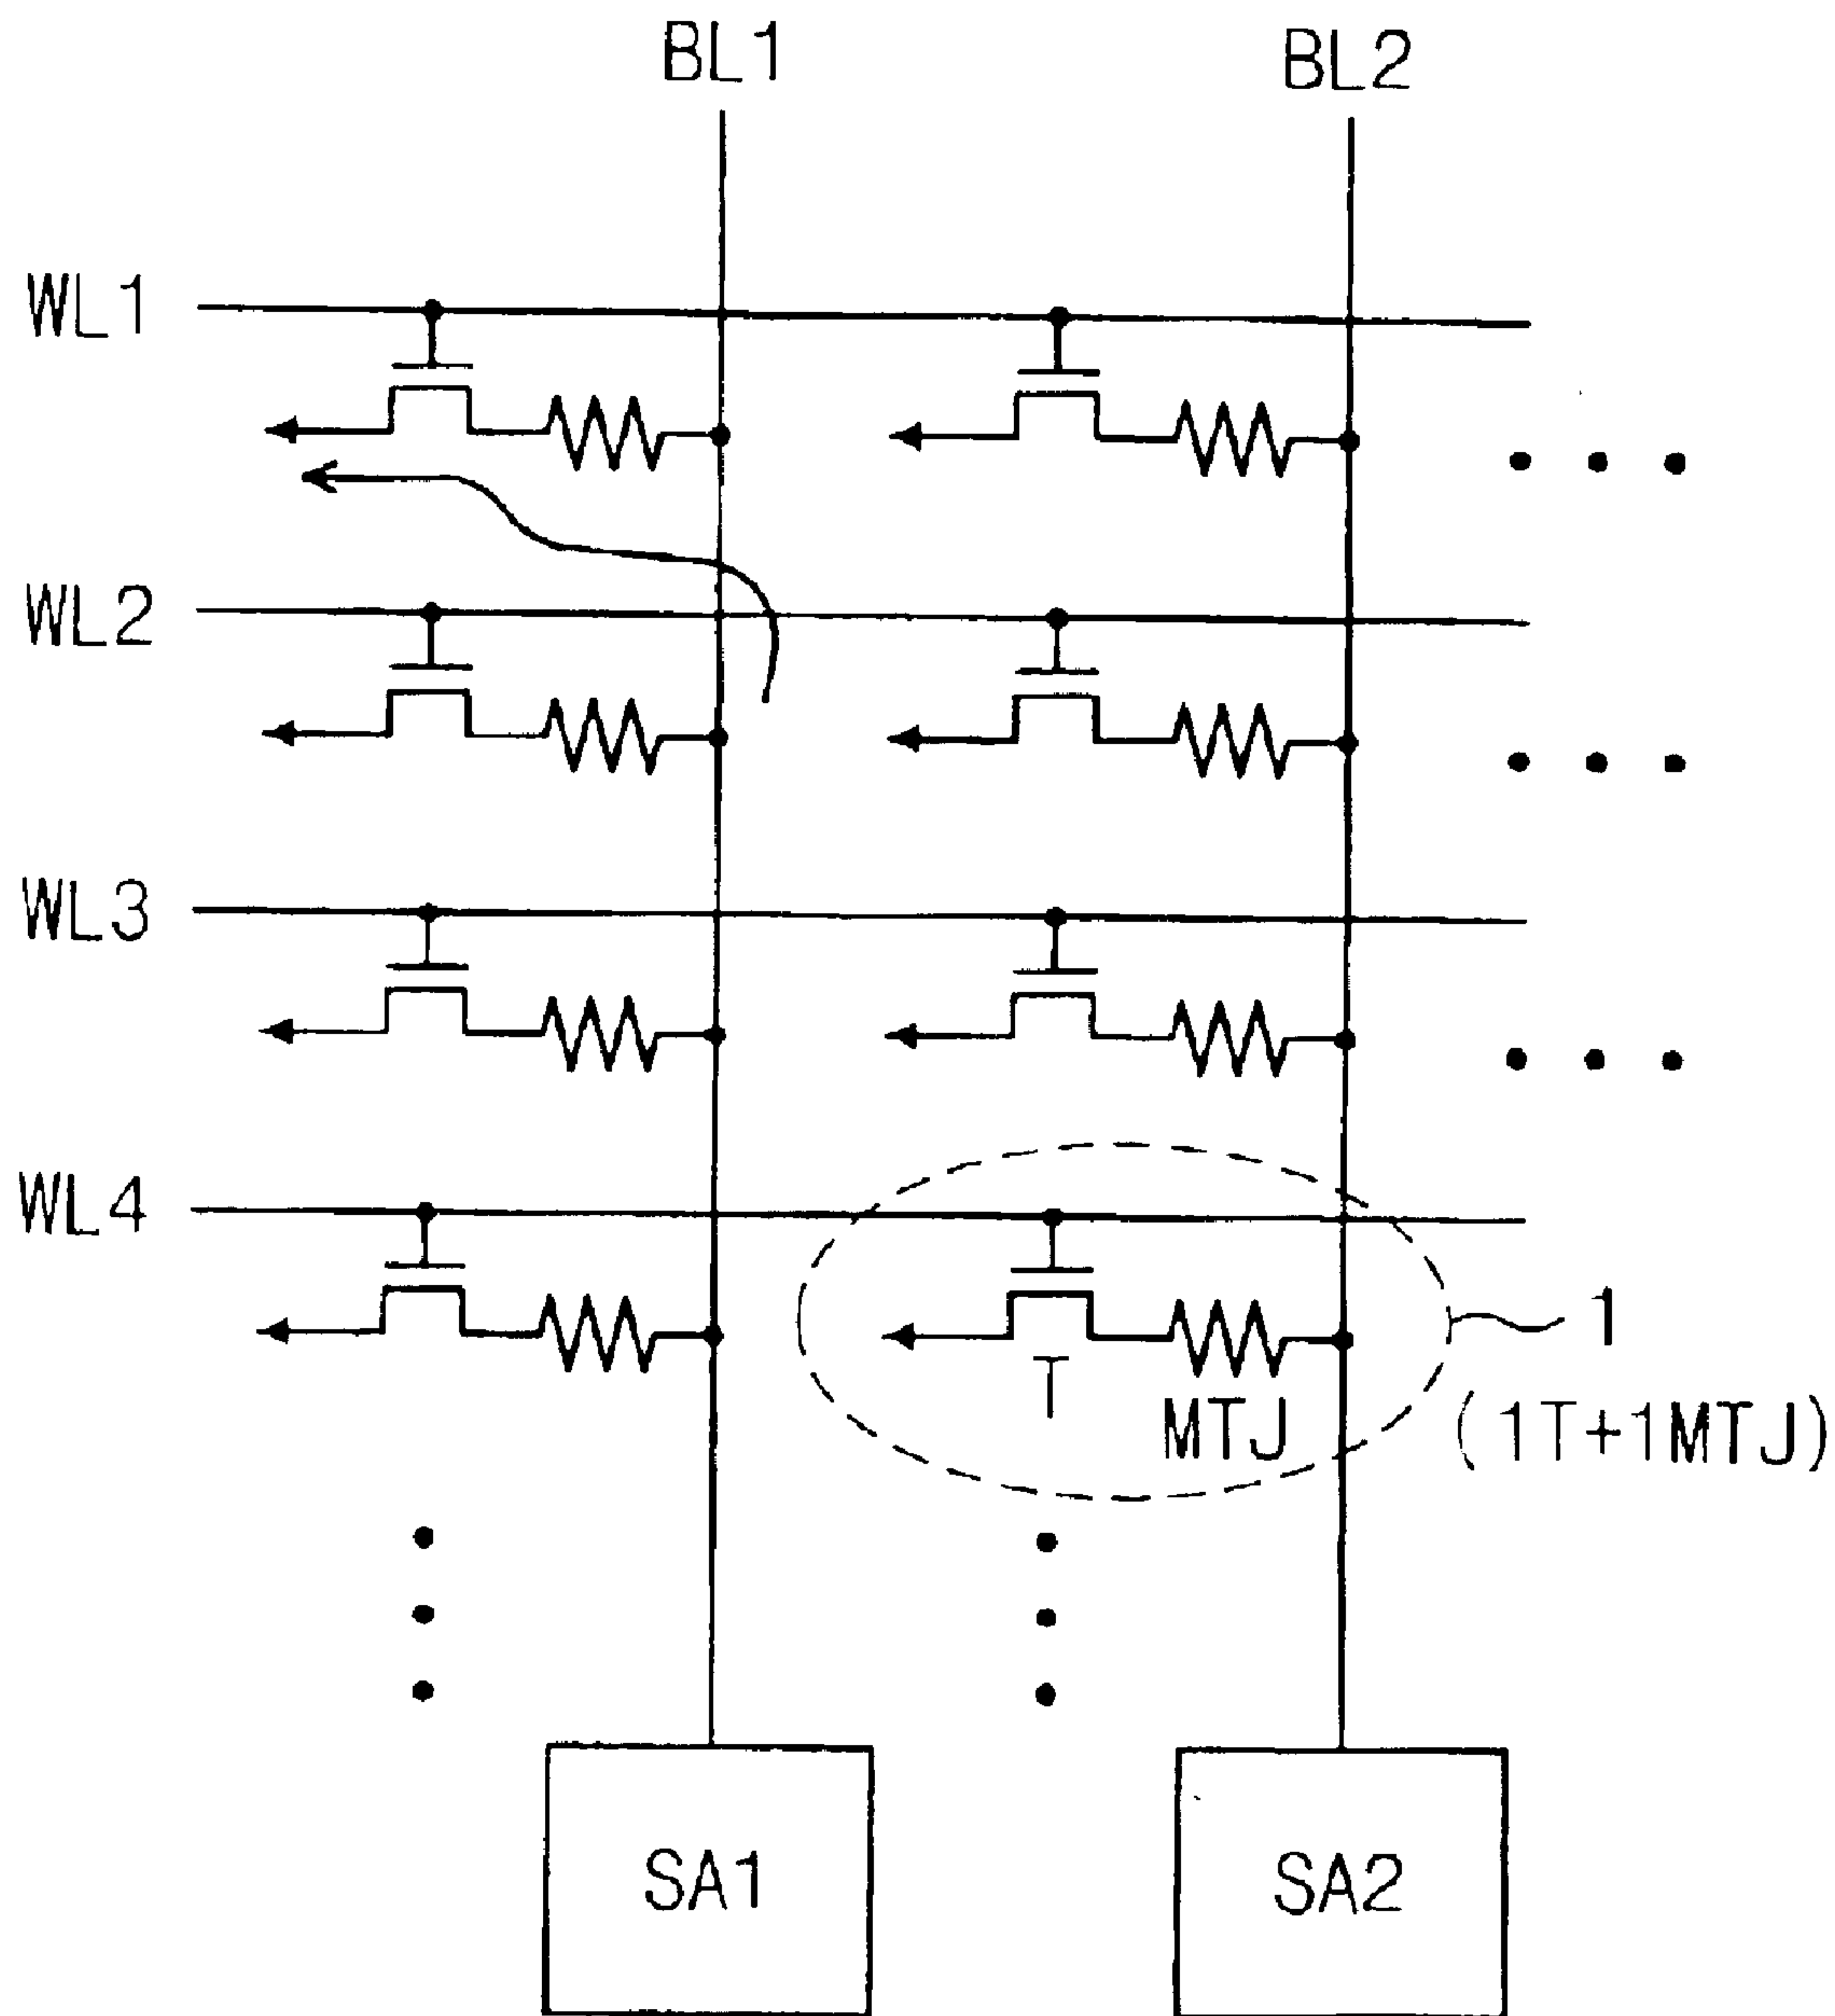 BL1 BL2
WL1
WL2
WL3
WL4
1
T
MTJ (1T+1MTJ)
SA1 SA2